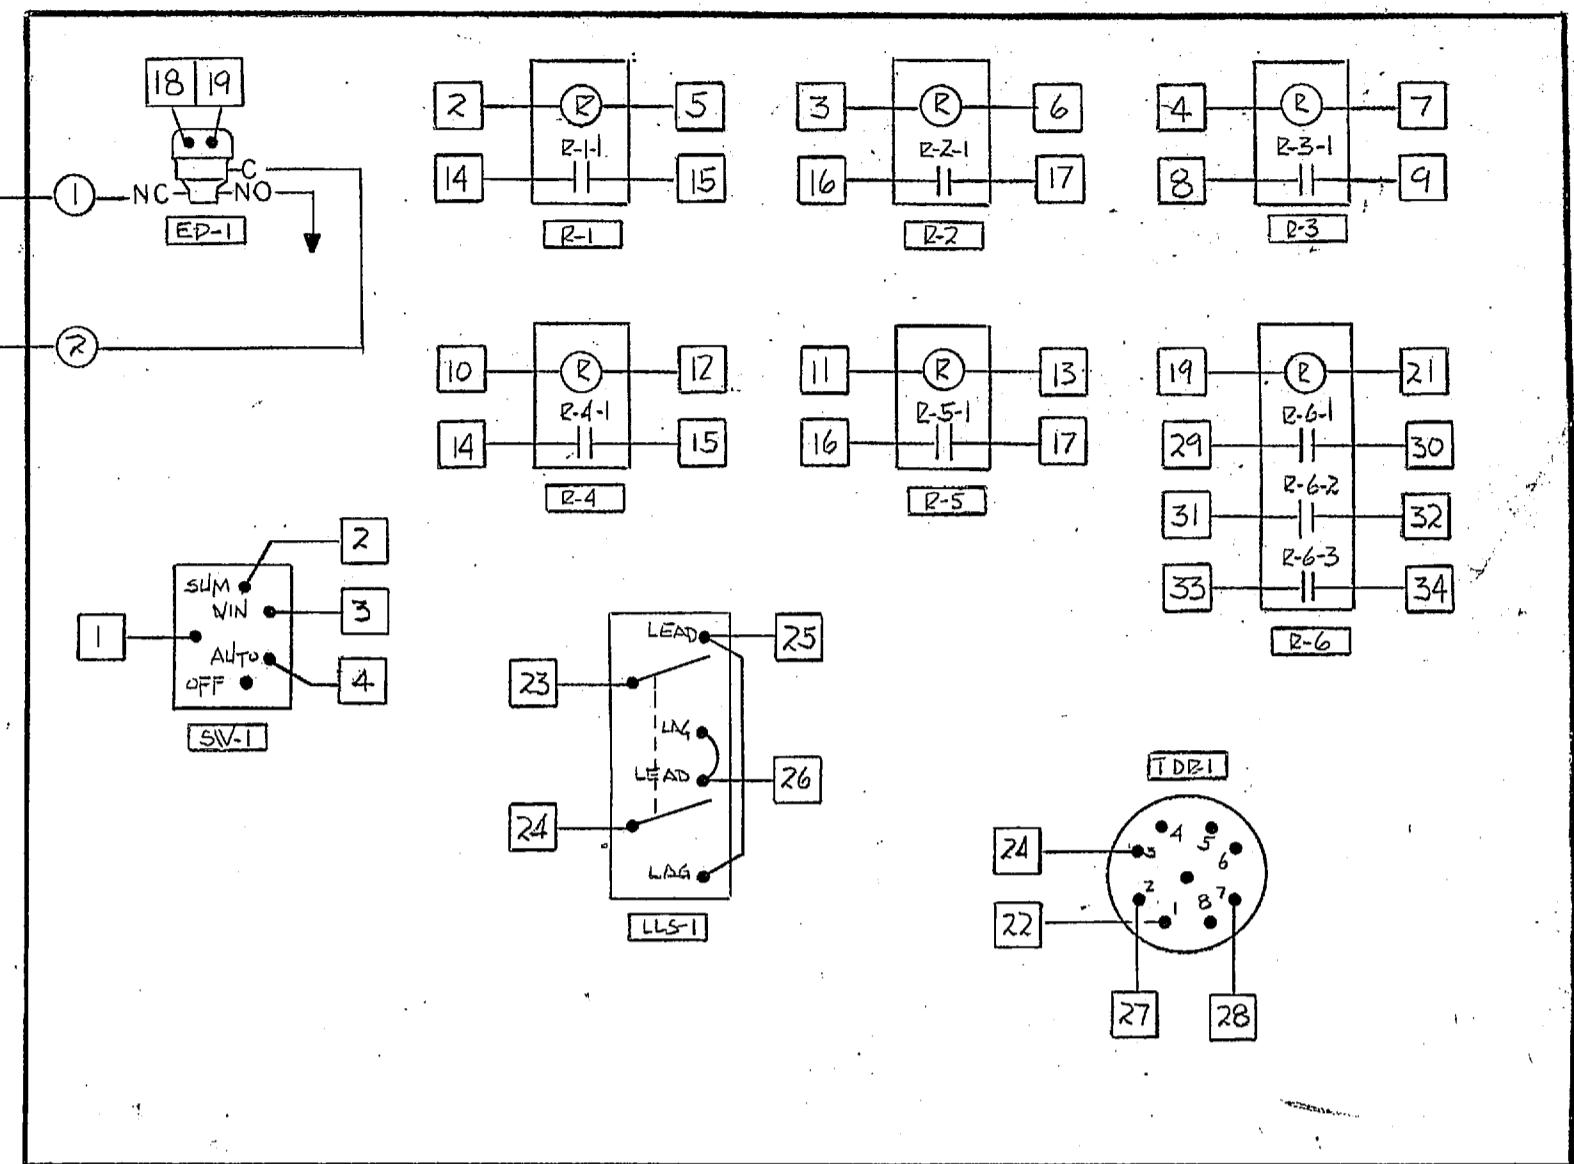 18 19
C
1 NC NO
EP-1
2
2 R 5
R-1-1
14 15
R-1
3 R 6
R-2-1
16 17
R-2
4 R 7
R-3-1
8 9
R-3
10 R 12
R-4-1
14 15
R-4
11 R 13
R-5-1
16 17
R-5
19 R 21
R-6-1
29 30
R-6-2
31 32
R-6-3
33 34
R-6
2
SUM
WIN 3
1
AUTO
OFF 4
SW-1
LEAD 25
23
LAG
LEAD 26
24
LAG
LLS-1
TDR-1
4 5
24 3 6
2 8 7
22 1
27 28